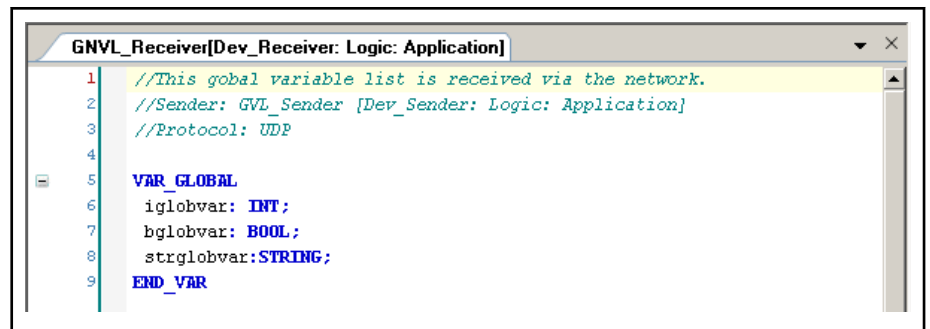 GNVL_Receiver[Dev_Receiver: Logic: Application]
1 //This gobal variable list is received via the network.
2 //Sender: GVL_Sender [Dev_Sender: Logic: Application]
3 //Protocol: UDP
4
5 VAR_GLOBAL
6 iglobvar: INT;
7 bglobvar: BOOL;
8 strglobvar:STRING;
9 END_VAR